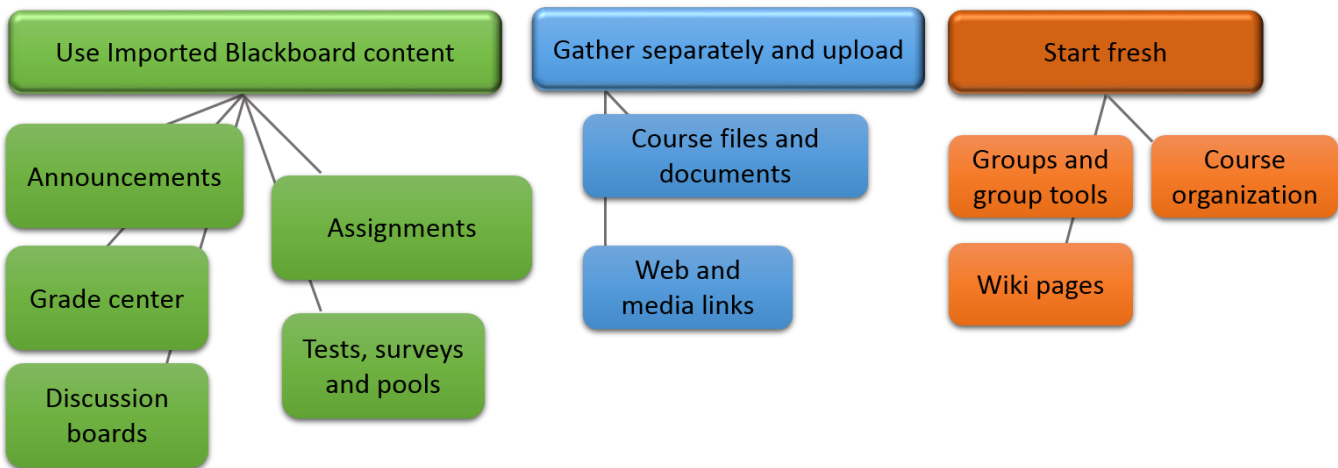 Use Imported Blackboard content
Announcements
Assignments
Grade center
Tests, surveys
and pools
Discussion
boards
Gather separately and upload
Course files and
documents
Web and
media links
Start fresh
Groups and
group tools
Course
organization
Wiki pages